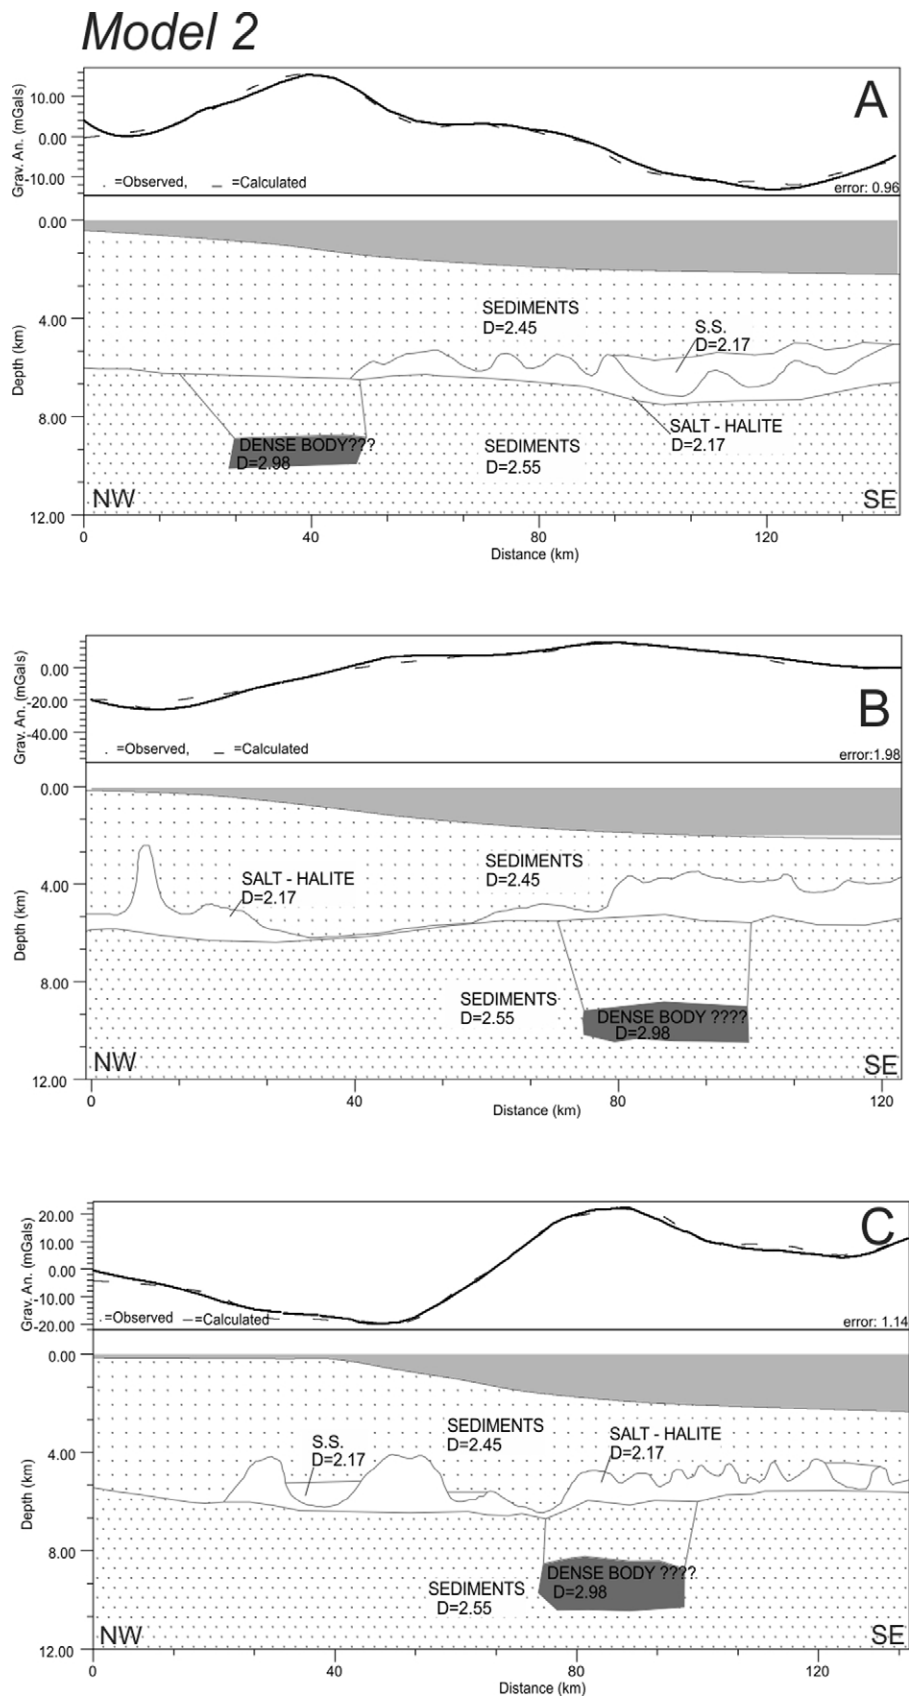 Model 2
A
Grav. An. (mGals)
10.00
0.00
-10.00
. =Observed, – =Calculated
error: 0.96
0.00
SEDIMENTS
D=2.45
4.00
S.S.
D=2.17
Depth (km)
8.00
SALT - HALITE
D=2.17
DENSE BODY???
D=2.98
SEDIMENTS
D=2.55
NW
SE
12.00
0 40 80 120
Distance (km)
B
Grav. An. (mGals)
0.00
-20.00
-40.00
. =Observed, – =Calculated
error:1.98
0.00
SEDIMENTS
D=2.45
SALT - HALITE
D=2.17
4.00
Depth (km)
8.00
SEDIMENTS
D=2.55
DENSE BODY ????
D=2.98
NW
SE
12.00
0 40 80 120
Distance (km)
C
Grav. An. (mGals)
20.00
10.00
0.00
-10.00
-20.00
.=Observed –=Calculated
error: 1.14
0.00
SEDIMENTS
D=2.45
S.S.
D=2.17
SALT - HALITE
D=2.17
4.00
Depth (km)
8.00
DENSE BODY ????
D=2.98
SEDIMENTS
D=2.55
NW
SE
12.00
0 40 80 120
Distance (km)